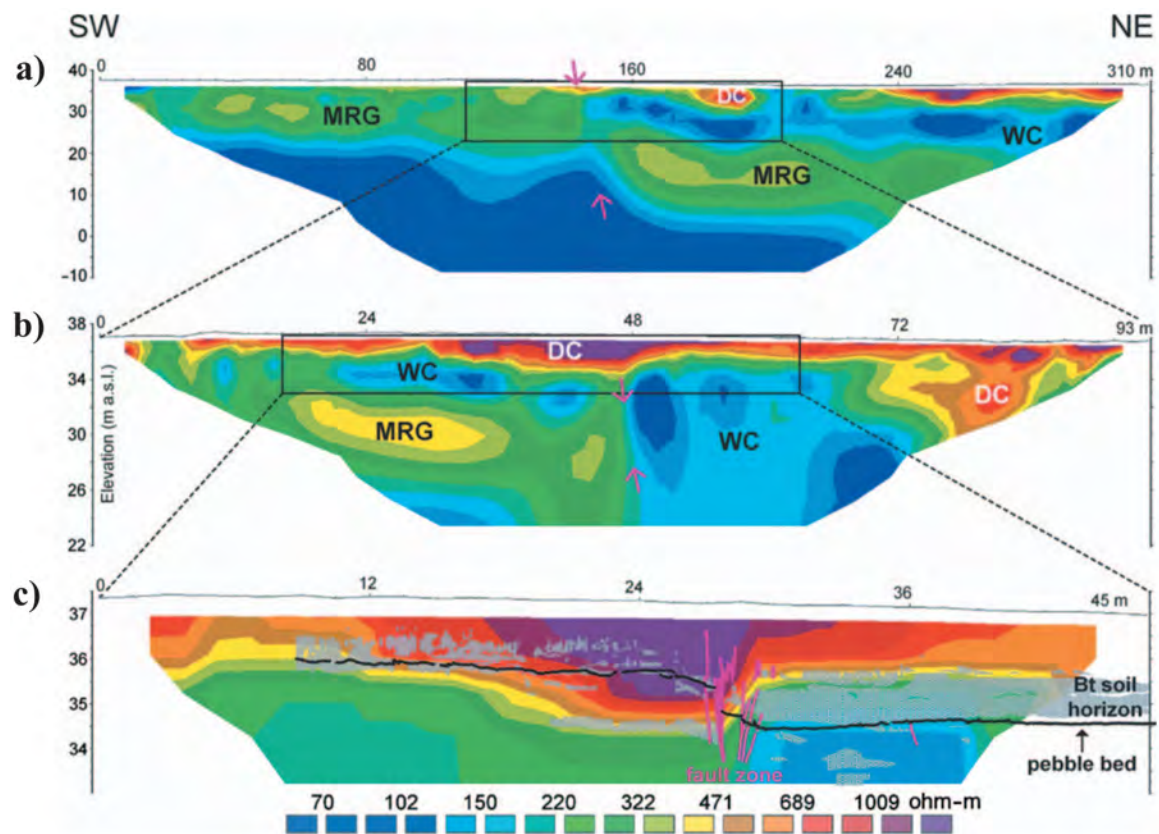 SW NE
a)
0 80 160 240 310 m
40
30
20
10
0
−10
MRG DC WC MRG
b)
0 24 48 72 93 m
38
34
30
26
22
Elevation (m a.s.l.)
DC WC DC MRG WC
c)
0 12 24 36 45 m
37
36
35
34
Bt soil
horizon
pebble bed
fault zone
70 102 150 220 322 471 689 1009 ohm-m